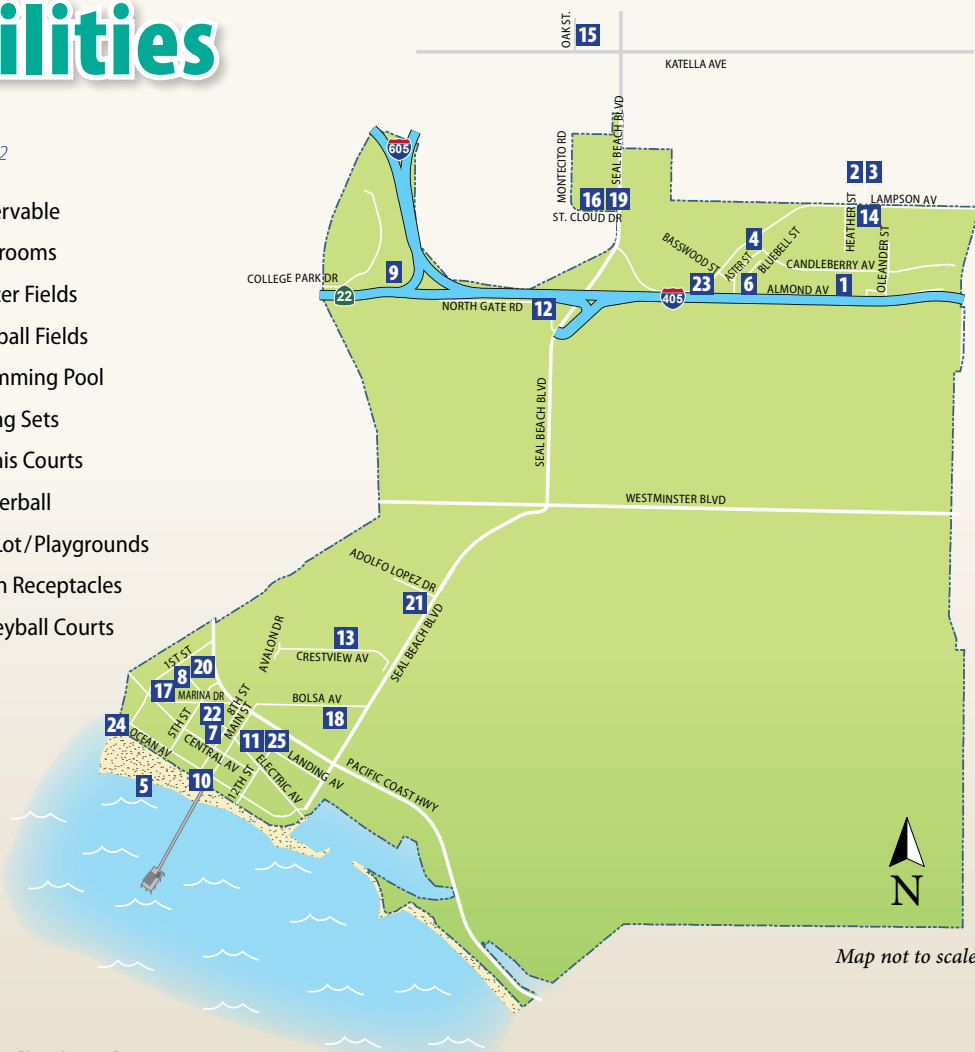 ilities
2
ervable
rooms
er Fields
ball Fields
mming Pool
g Sets
is Courts
erball
Lot / Playgrounds
h Receptacles
eyball Courts
OAK ST.
15
KATELLA AVE
SEAL BEACH BLVD
MONTECITO RD
605
2 3
16 19
LAMPSON AV
ST. CLOUD DR
HEATHER ST
14
BASSWOOD ST
4
ASTER ST
BLUEBELL ST
OLEANDER ST
CANDLEBERRY AV
COLLEGE PARK DR
9
23
6
ALMOND AV
1
22
405
NORTH GATE RD
12
SEAL BEACH BLVD
WESTMINSTER BLVD
ADOLFO LOPEZ DR
21
SEAL BEACH BLVD
AVALON DR
13
CRESTVIEW AV
1ST ST
20
8
17
MARINA DR
8TH ST
BOLSA AV
22
MAIN ST
18
24
5TH ST
7
OCEAN AV
CENTRAL AV
11 25
LANDING AV
ELECTRIC AV
PACIFIC COAST HWY
5
10
12TH ST
N
Map not to scale